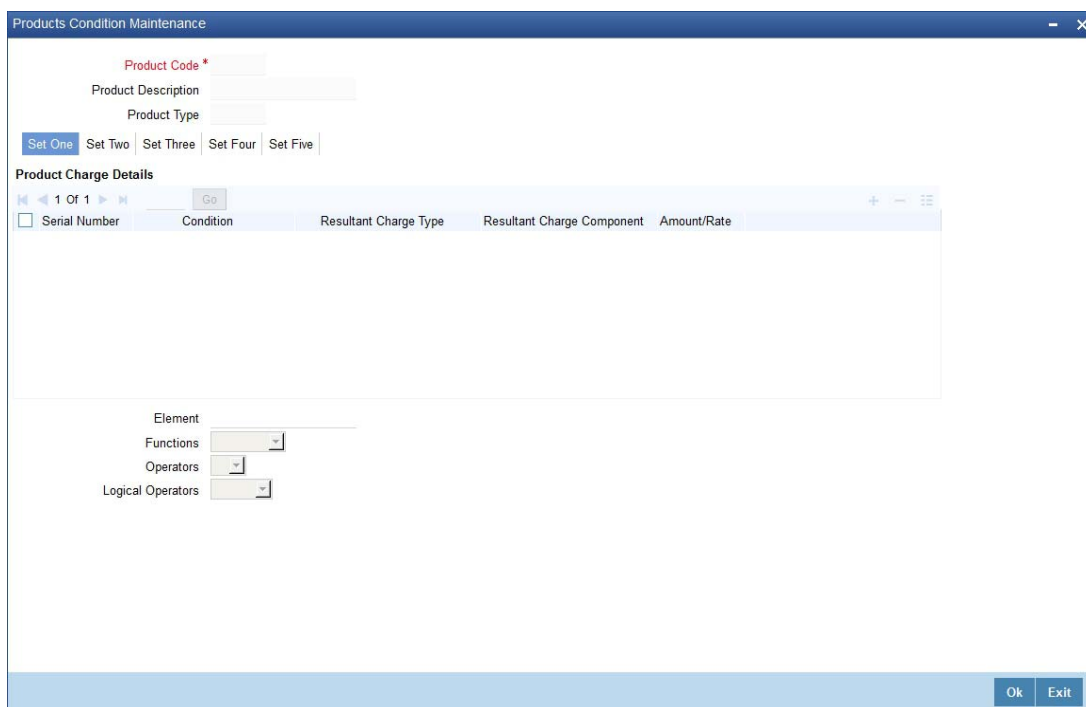 Products Condition Maintenance
Product Code *
Product Description
Product Type
Set One Set Two Set Three Set Four Set Five
Product Charge Details
1 Of 1 Go
Serial Number Condition Resultant Charge Type Resultant Charge Component Amount/Rate
Element
Functions
Operators
Logical Operators
Ok Exit